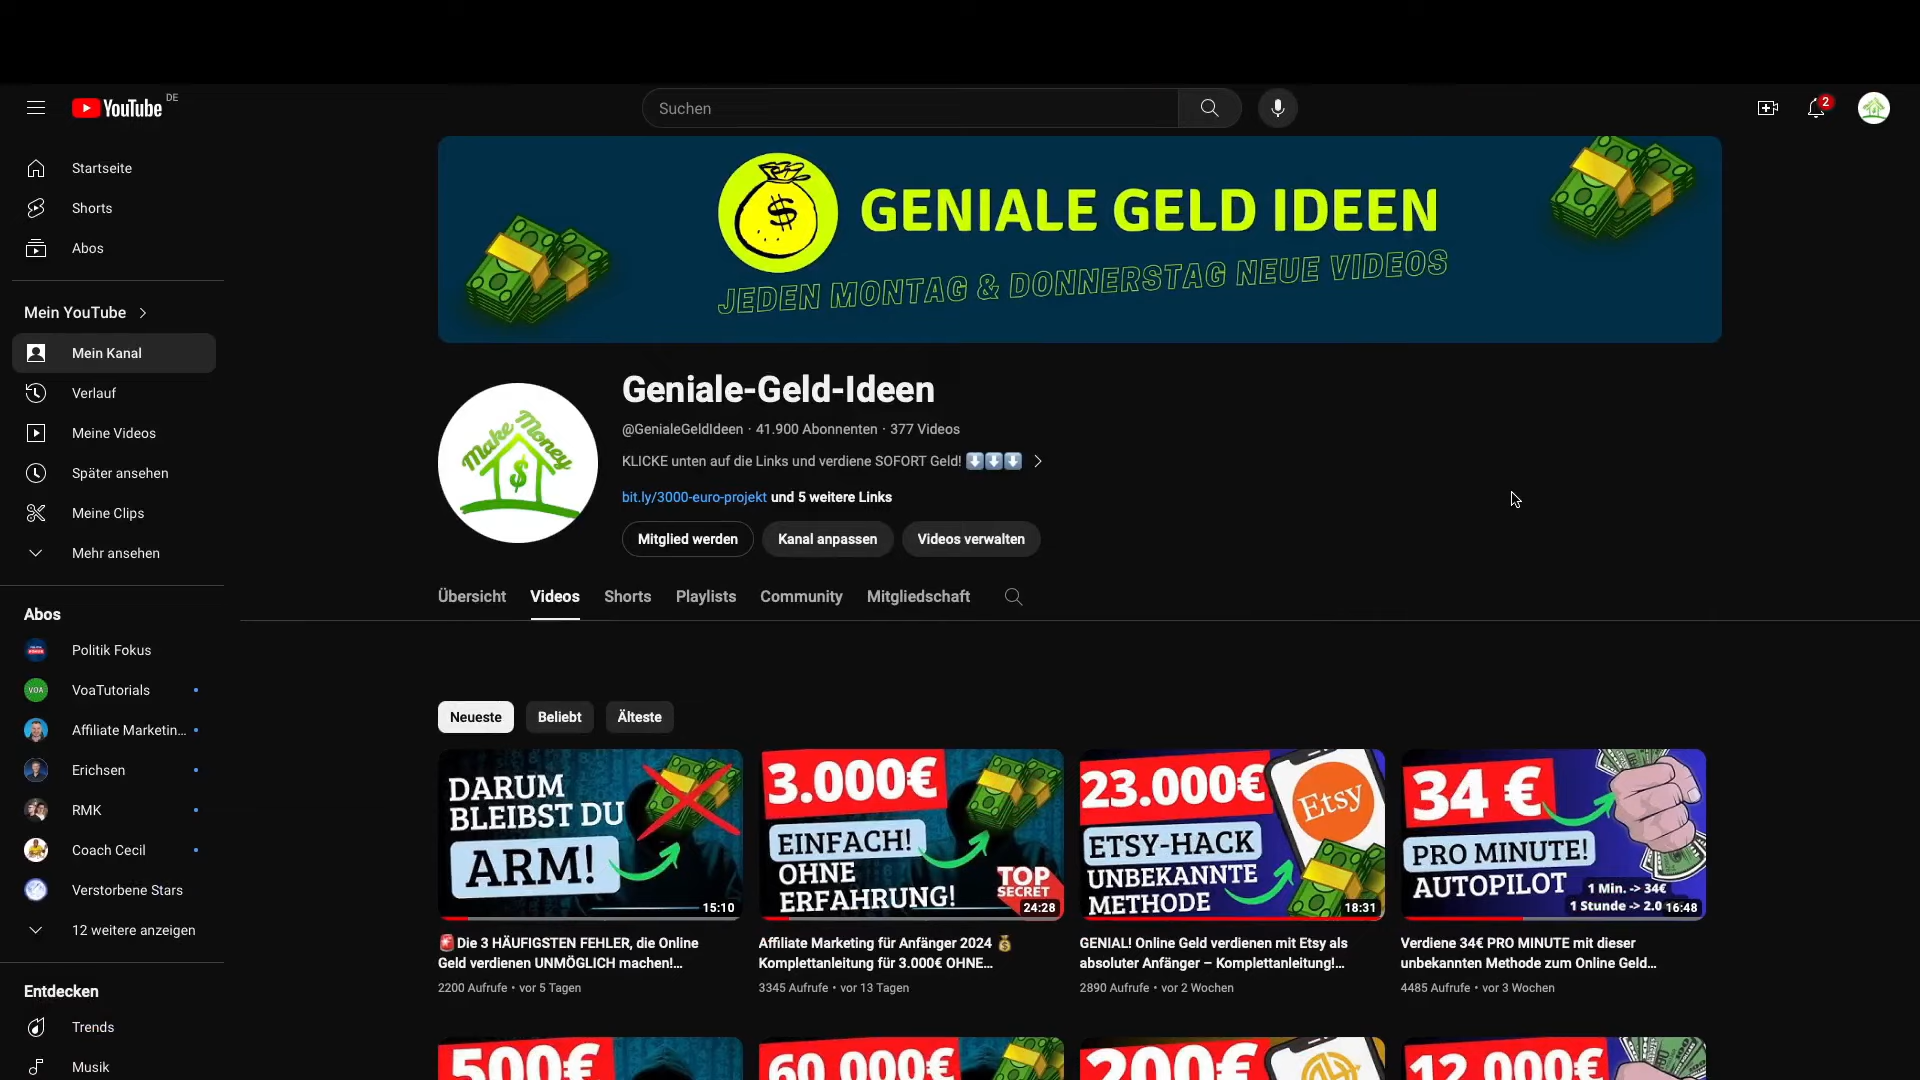 YouTube DE
Suchen
2
Startseite
Shorts
Abos
Mein YouTube
Mein Kanal
Verlauf
Meine Videos
Später ansehen
Meine Clips
Mehr ansehen
Abos
Politik Fokus
VOA
VoaTutorials
Affiliate Marketin...
Erichsen
RMK
Coach Cecil
Verstorbene Stars
12 weitere anzeigen
Entdecken
Trends
Musik
GENIALE GELD IDEEN
JEDEN MONTAG & DONNERSTAG NEUE VIDEOS
Make Money
$
Geniale-Geld-Ideen
@GenialeGeldIdeen · 41.900 Abonnenten · 377 Videos
KLICKE unten auf die Links und verdiene SOFORT Geld! ⬇️⬇️⬇️
bit.ly/3000-euro-projekt und 5 weitere Links
Mitglied werden
Kanal anpassen
Videos verwalten
Übersicht
Videos
Shorts
Playlists
Community
Mitgliedschaft
Neueste
Beliebt
Älteste
DARUM
BLEIBST DU
ARM!
15:10
🚨Die 3 HÄUFIGSTEN FEHLER, die Online
Geld verdienen UNMÖGLICH machen!...
2200 Aufrufe • vor 5 Tagen
3.000€
EINFACH!
OHNE
ERFAHRUNG!
TOP
SECRET
24:28
Affiliate Marketing für Anfänger 2024 💰
Komplettanleitung für 3.000€ OHNE...
3345 Aufrufe • vor 13 Tagen
23.000€
Etsy
ETSY-HACK
UNBEKANNTE
METHODE
18:31
GENIAL! Online Geld verdienen mit Etsy als
absoluter Anfänger – Komplettanleitung!...
2890 Aufrufe • vor 2 Wochen
34 €
PRO MINUTE!
AUTOPILOT
1 Min. -> 34€
1 Stunde -> 2.0
16:48
Verdiene 34€ PRO MINUTE mit dieser
unbekannten Methode zum Online Geld...
4485 Aufrufe • vor 3 Wochen
500€
60.000€
200€
12.000€